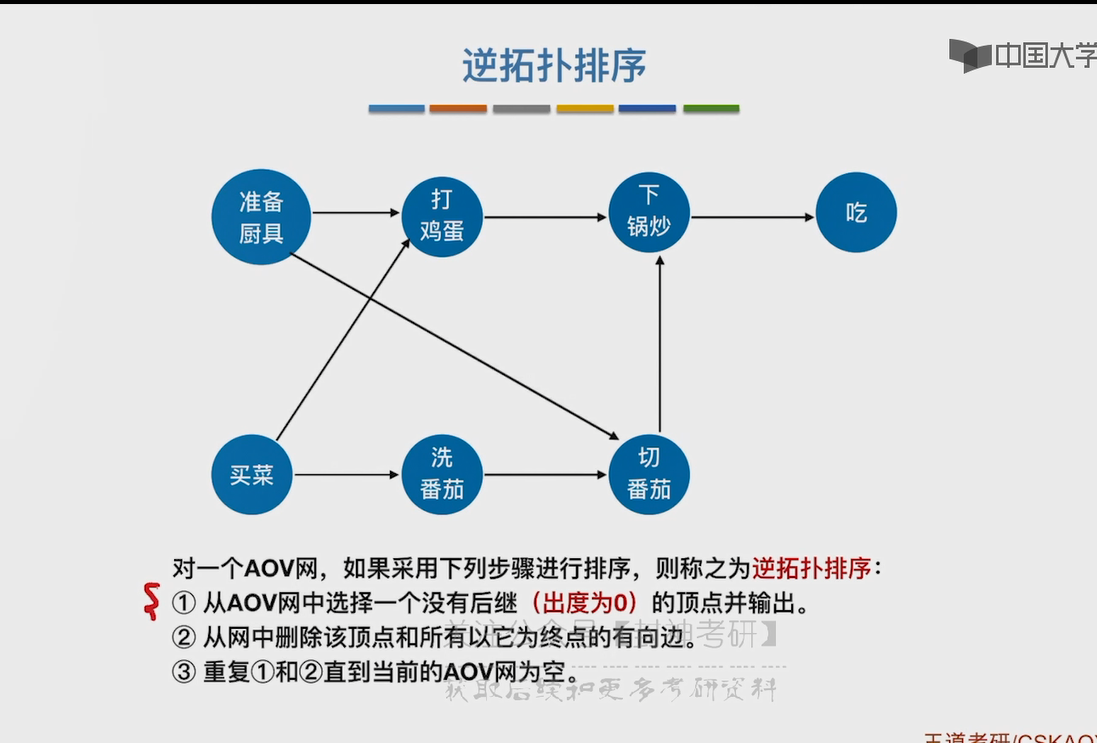 中国大学
逆拓扑排序
准备
厨具
打
鸡蛋
下
锅炒
吃
买菜
洗
番茄
切
番茄
对一个AOV网，如果采用下列步骤进行排序，则称之为逆拓扑排序：
① 从AOV网中选择一个没有后继（出度为0）的顶点并输出。
② 从网中删除该顶点和所有以它为终点的有向边。
③ 重复①和②直到当前的AOV网为空。
关注公众号【封神考研】
获取后续和更多考研资料
王道考研/CSKAOY